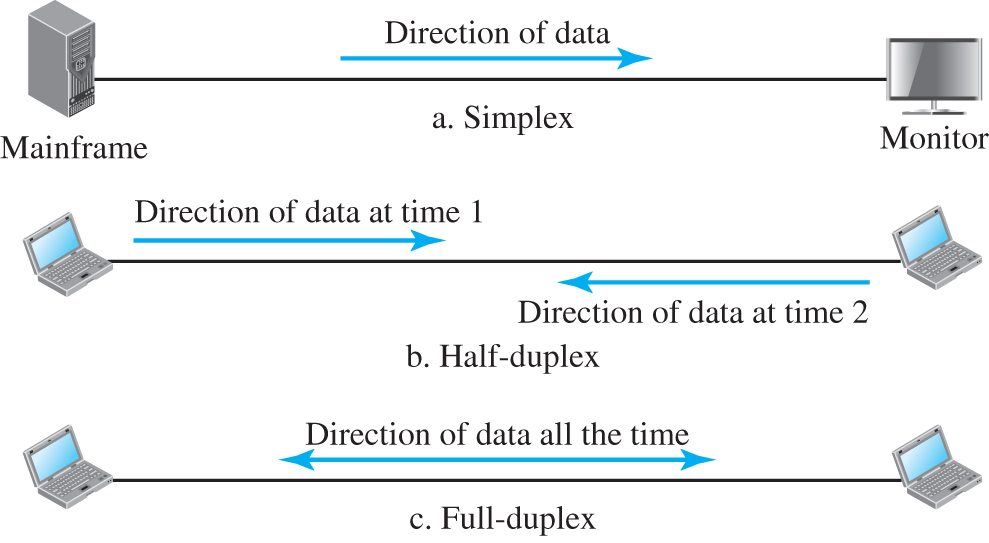 Direction of data
a. Simplex
Mainframe
Monitor
Direction of data at time 1
Direction of data at time 2
b. Half-duplex
Direction of data all the time
c. Full-duplex